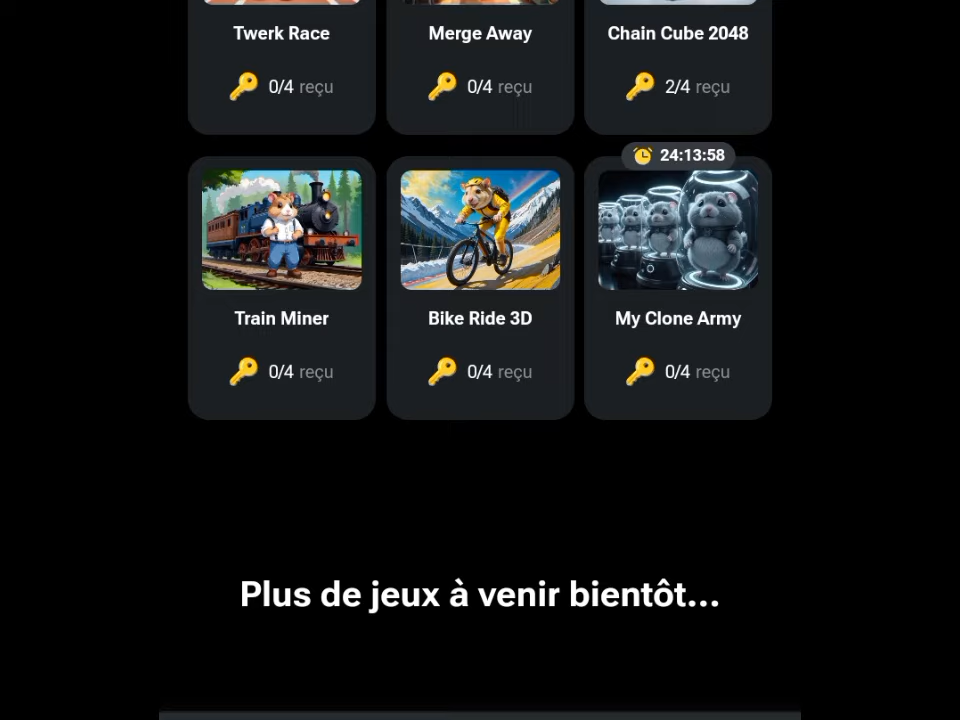 Twerk Race
Merge Away
Chain Cube 2048
0/4 reçu
0/4 reçu
2/4 reçu
24:13:58
Train Miner
Bike Ride 3D
My Clone Army
0/4 reçu
0/4 reçu
0/4 reçu
Plus de jeux à venir bientôt...